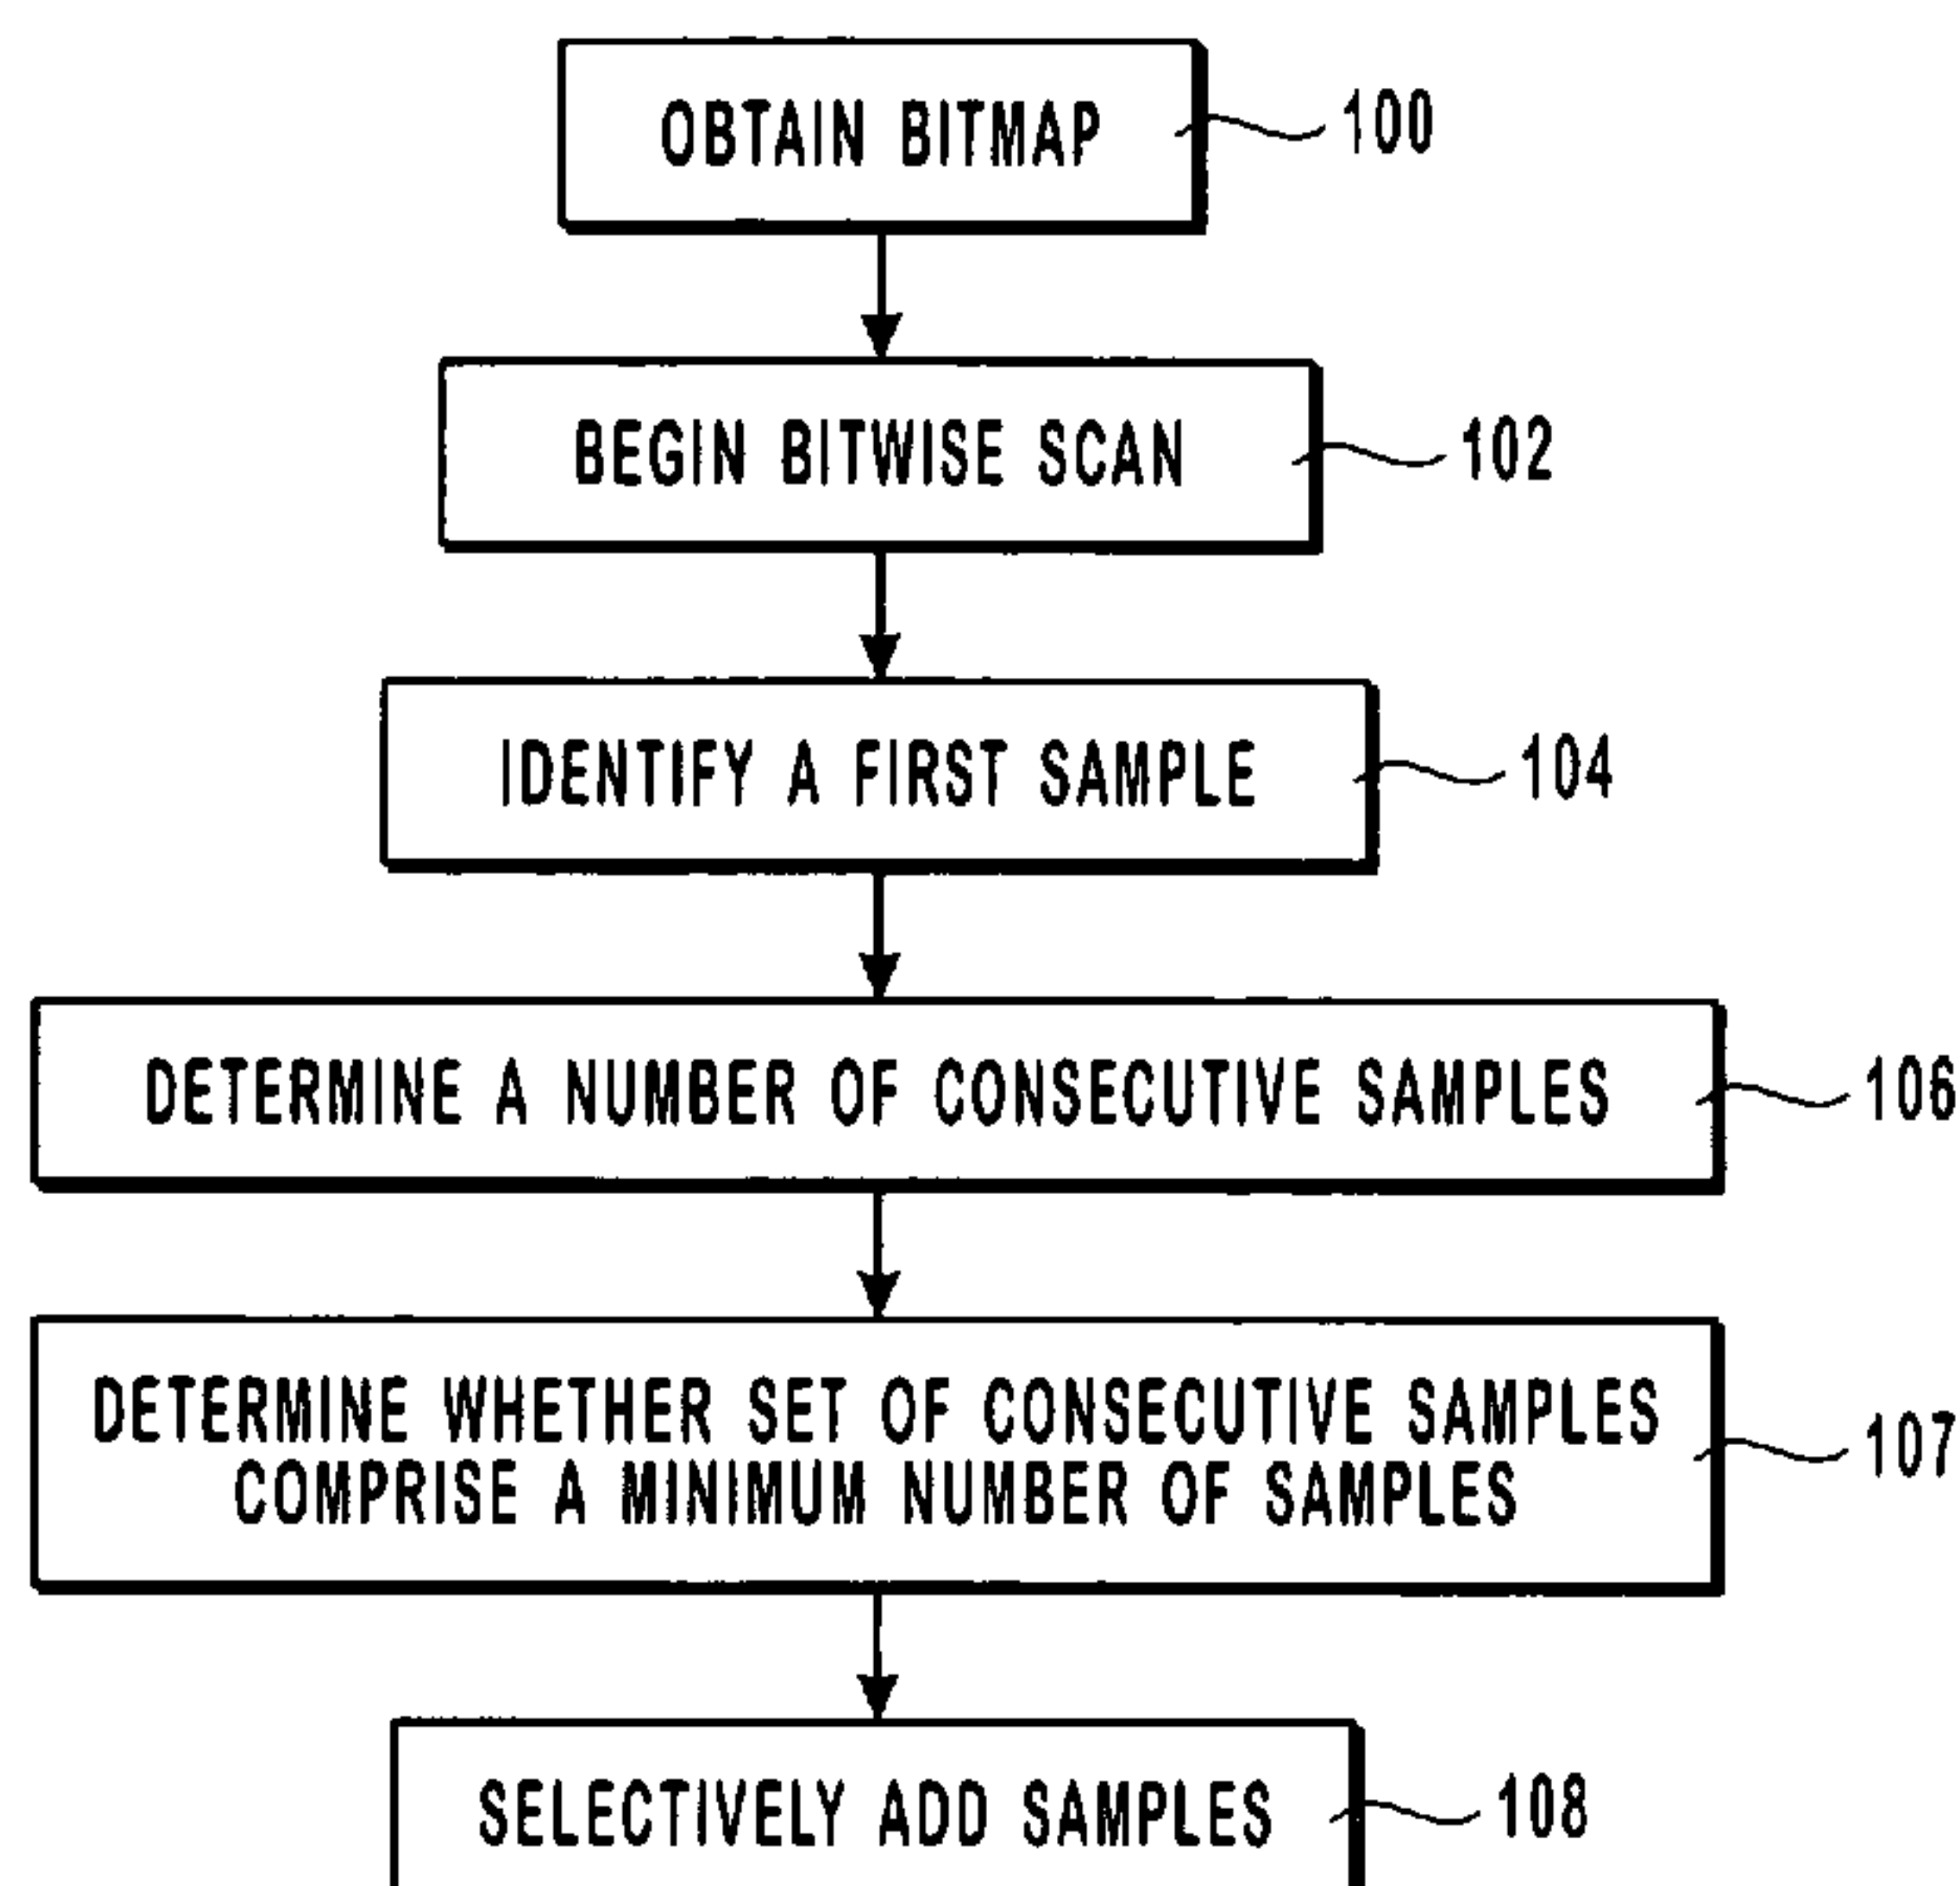 OBTAIN BITMAP
100
BEGIN BITWISE SCAN
102
IDENTIFY A FIRST SAMPLE
104
DETERMINE A NUMBER OF CONSECUTIVE SAMPLES
106
DETERMINE WHETHER SET OF CONSECUTIVE SAMPLES
COMPRISE A MINIMUM NUMBER OF SAMPLES
107
SELECTIVELY ADD SAMPLES
108